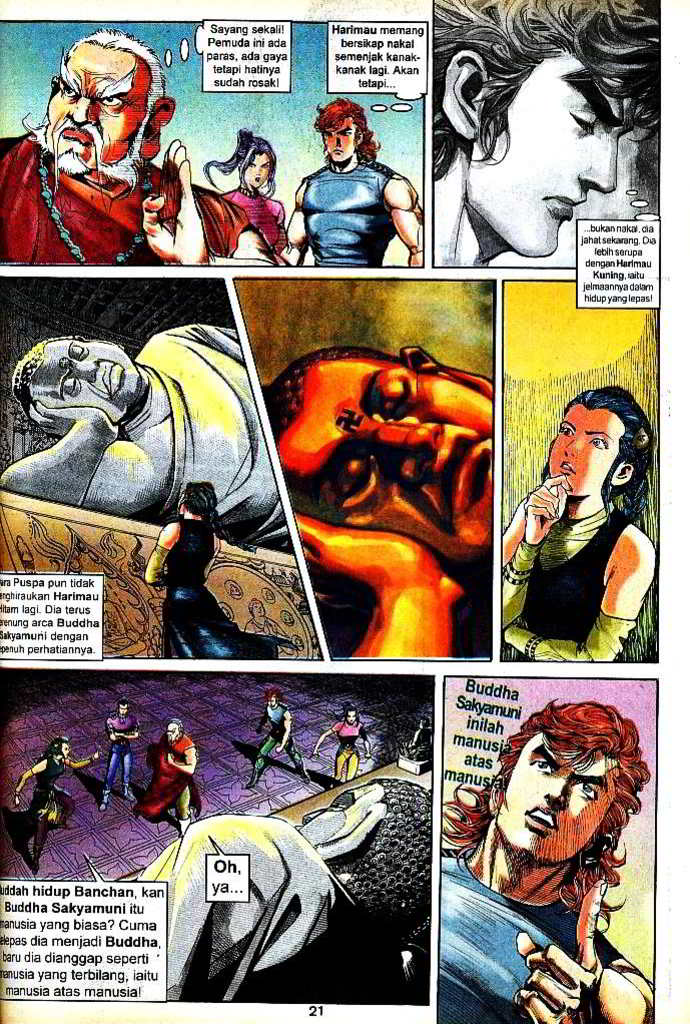 Sayang sekali!
Pemuda ini ada
paras, ada gaya
tetapi hatinya
sudah rosak!
Harimau memang
bersikap nakal
semenjak kanak-
kanak lagi. Akan
tetapi...
...bukan nakal, dia
jahat sekarang. Dia
lebih serupa
dengan Harimau
Kuning, iaitu
jelmaannya dalam
hidup yang lepas!
Puspa pun tidak
Harimau
lagi. Dia terus
arca Buddha
Sakyamuni dengan
perhatiannya.
Buddha
Sakyamuni
inilah
manusia
atas
manusia
hidup Banchan, kan
Buddha Sakyamuni itu
manusia yang biasa? Cuma
dia menjadi Buddha,
baru dia dianggap seperti
manusia yang terbilang, iaitu
manusia atas manusia!
Oh,
ya...
21